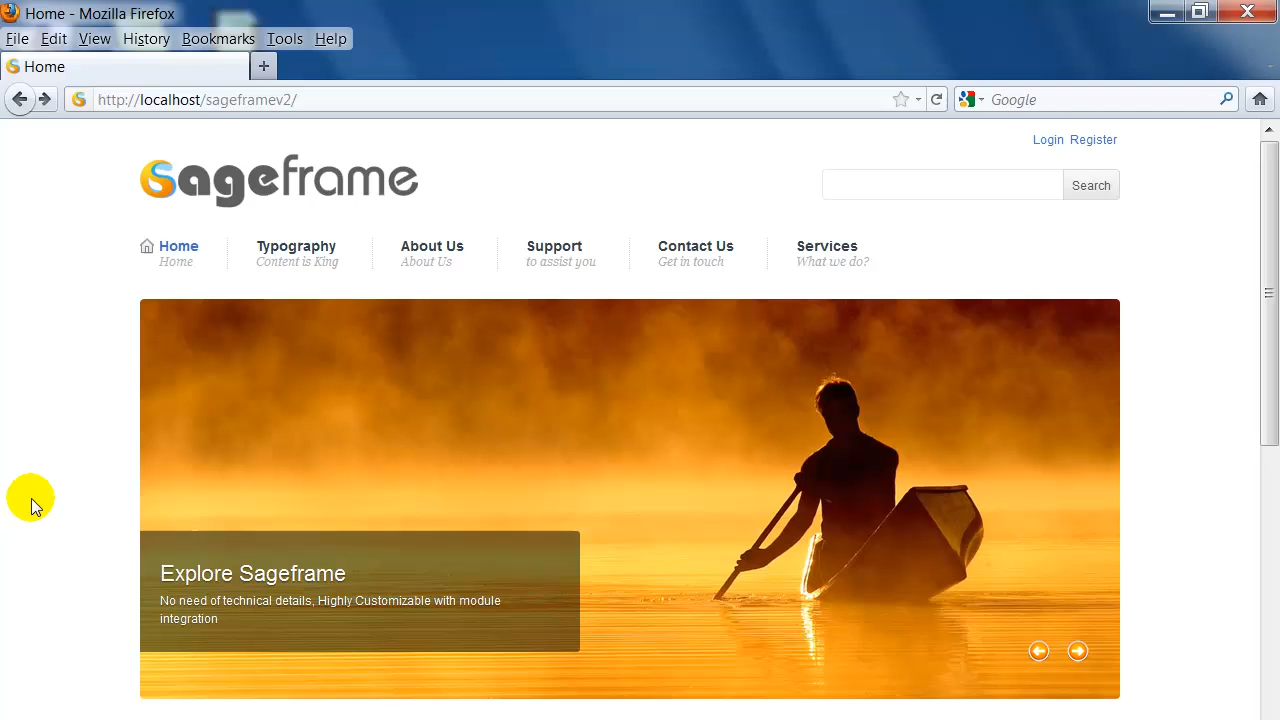 Home - Mozilla Firefox
File Edit View History Bookmarks Tools Help
Home
http://localhost/sageframev2/
Google
Login Register
Sageframe
Search
Home Typography About Us Support Contact Us Services
Home Content is King About Us to assist you Get in touch What we do?
Explore Sageframe
No need of technical details, Highly Customizable with module
integration